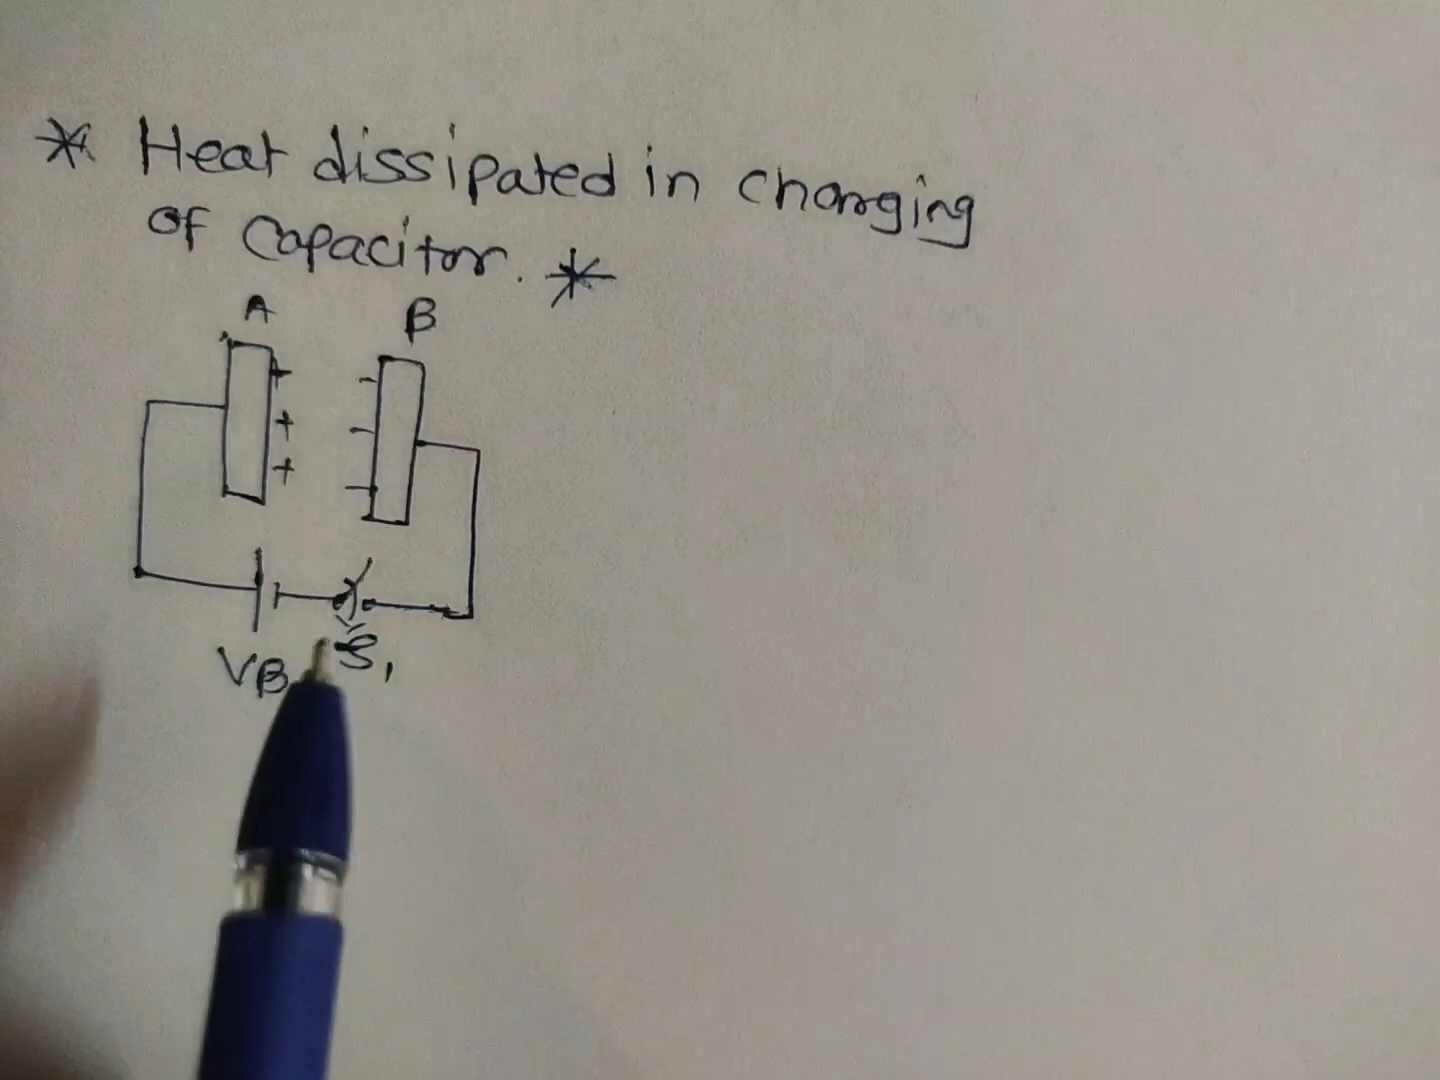 * Heat dissipated in charging
of capacitor. *
A B
+ -
+ -
+ -
VB S1